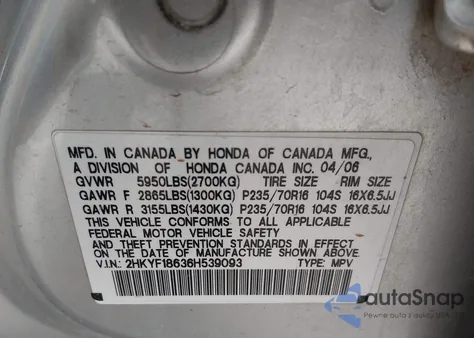 MFD. IN CANADA BY HONDA OF CANADA MFG.,
A DIVISION OF HONDA CANADA INC. 04/06
GVWR 5950LBS(2700KG) TIRE SIZE RIM SIZE
GAWR F 2865LBS(1300KG) P235/70R16 104S 16X6.5JJ
GAWR R 3155LBS(1430KG) P235/70R16 104S 16X6.5JJ
THIS VEHICLE CONFORMS TO ALL APPLICABLE
FEDERAL MOTOR VEHICLE SAFETY
AND THEFT PREVENTION STANDARDS IN EFFECT
ON THE DATE OF MANUFACTURE SHOWN ABOVE.
V.I.N.: 2HKYF18636H539093 TYPE: MPV
autoSnap